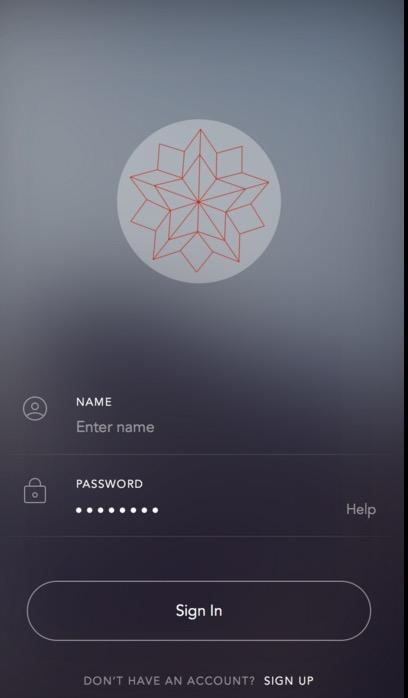 NAME
Enter name
PASSWORD
Help
Sign In
DON'T HAVE AN ACCOUNT? SIGN UP